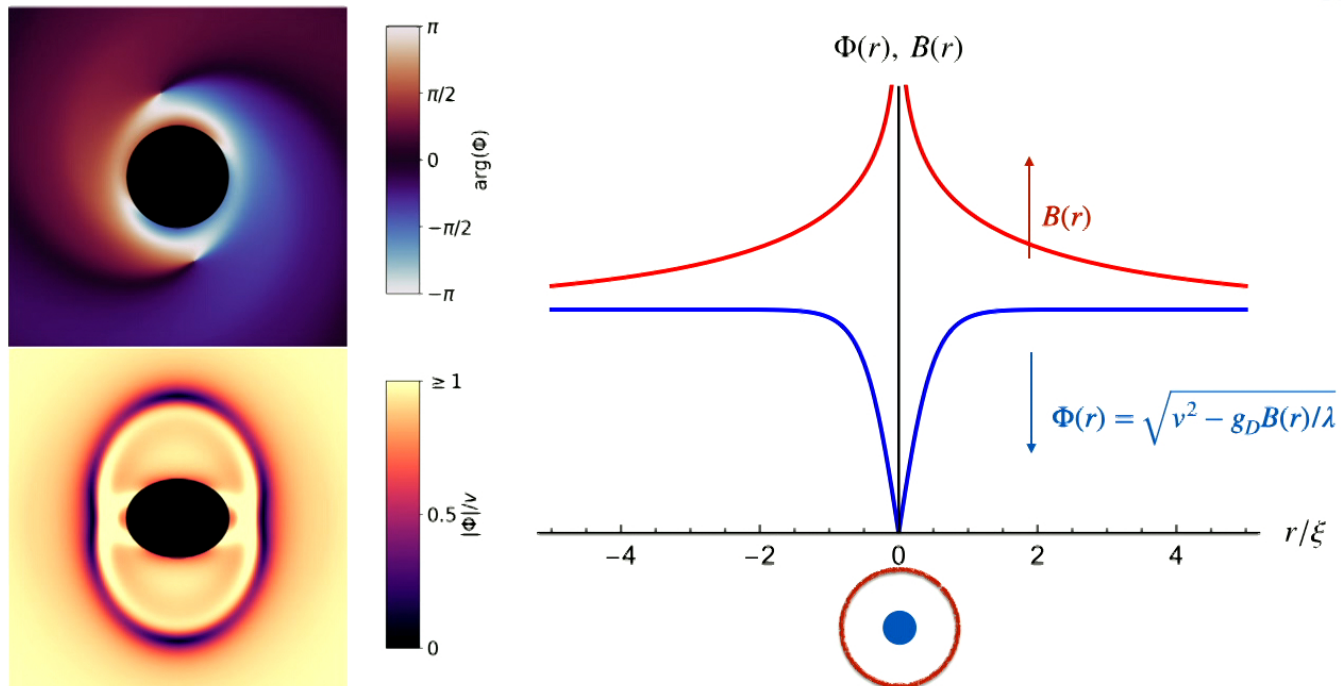 π
π/2
0
−π/2
−π
arg(Φ)
≥ 1
0.5
0
|Φ|/v
Φ(r), B(r)
B(r)
Φ(r) = √(v² − g_D B(r)/λ)
−4
−2
0
2
4
r/ξ